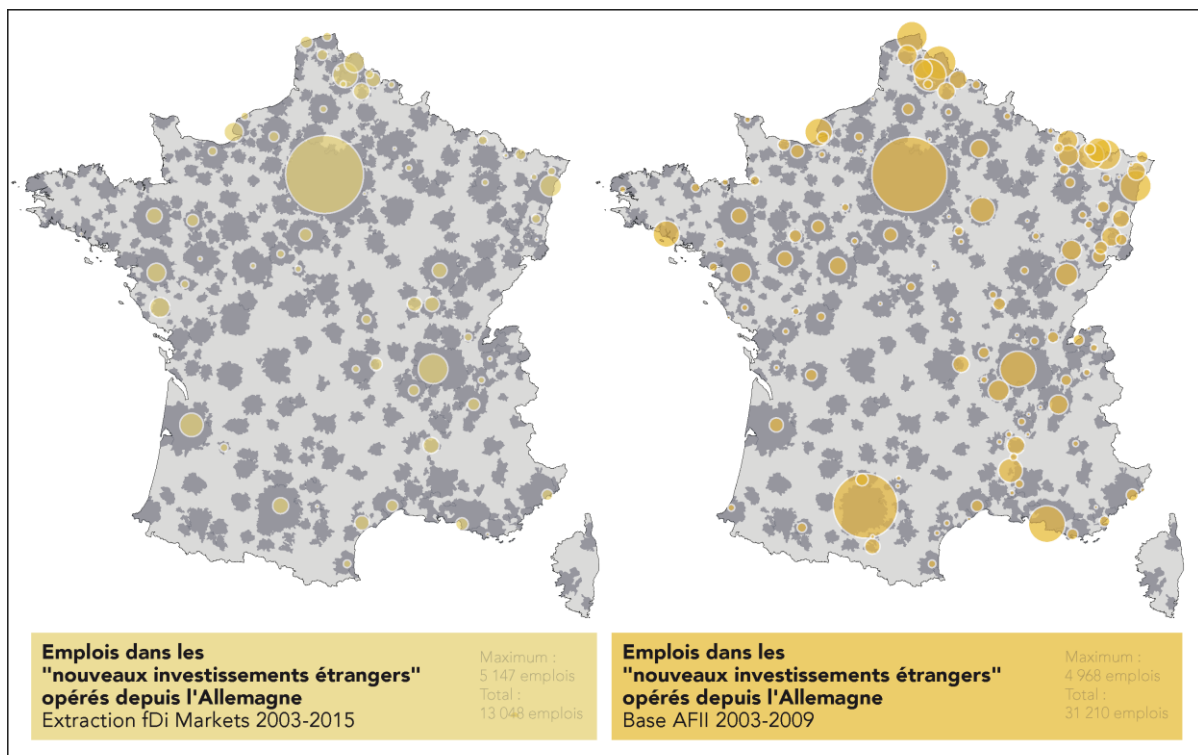 Emplois dans les
"nouveaux investissements étrangers"
opérés depuis l'Allemagne
Extraction fDi Markets 2003-2015
Maximum :
5 147 emplois
Total :
13 048 emplois
Emplois dans les
"nouveaux investissements étrangers"
opérés depuis l'Allemagne
Base AFII 2003-2009
Maximum :
4 968 emplois
Total :
31 210 emplois